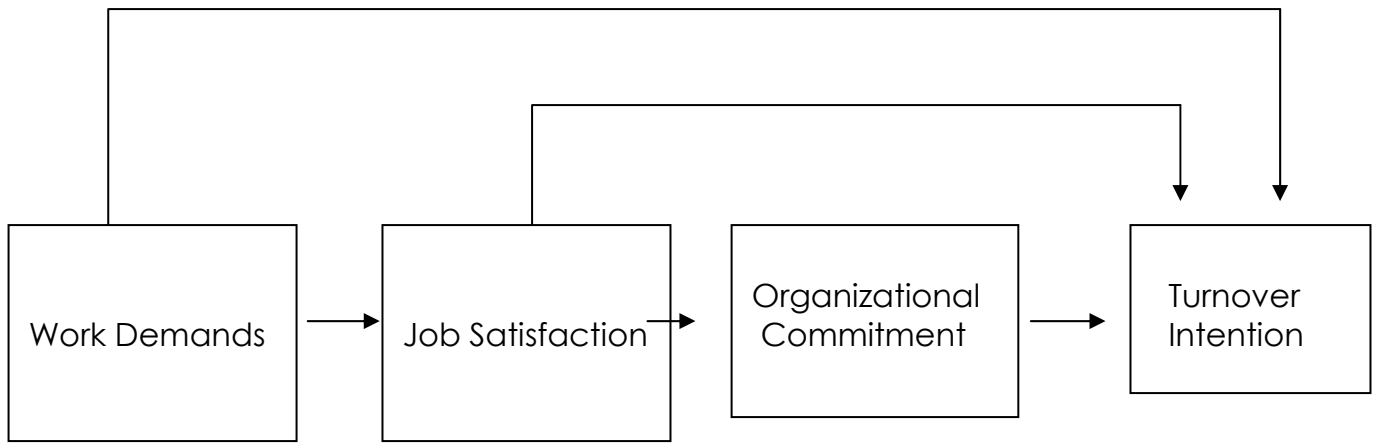 Work Demands
Job Satisfaction
Organizational
Commitment
Turnover
Intention